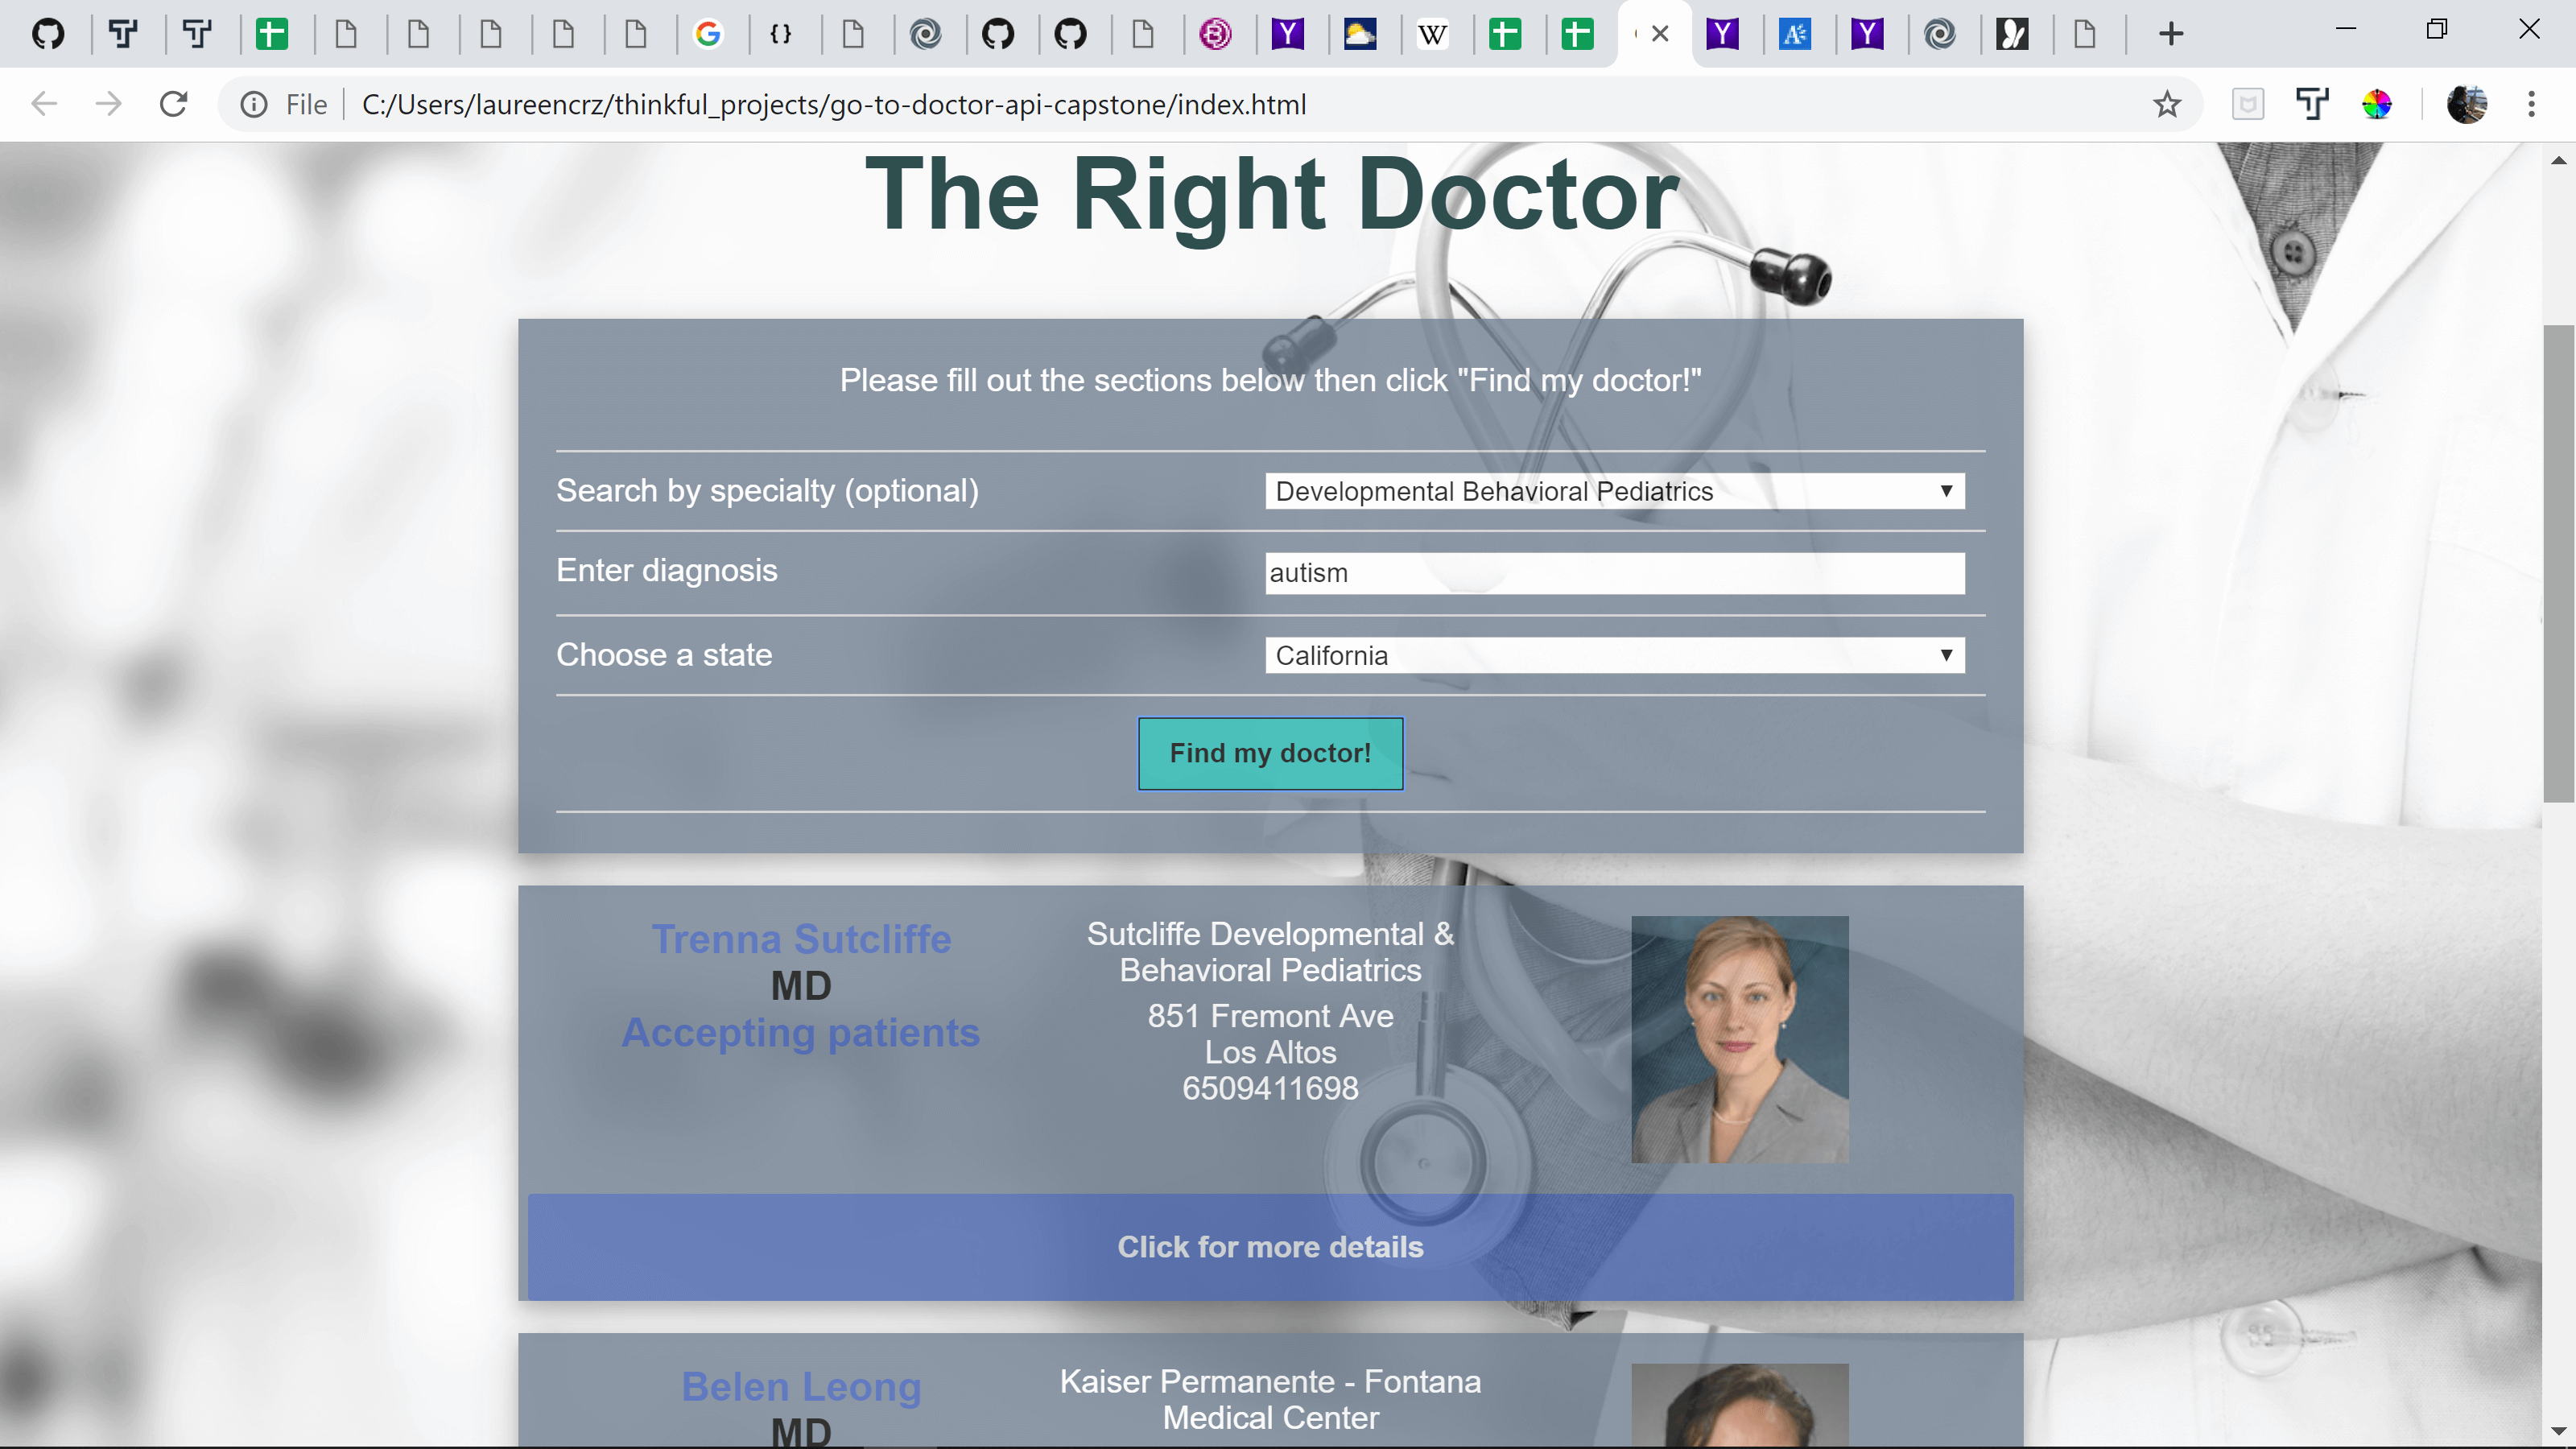 File
C:/Users/laureencrz/thinkful_projects/go-to-doctor-api-capstone/index.html
The Right Doctor
Please fill out the sections below then click "Find my doctor!"
Search by specialty (optional)
Developmental Behavioral Pediatrics
Enter diagnosis
autism
Choose a state
California
Find my doctor!
Trenna Sutcliffe
MD
Accepting patients
Sutcliffe Developmental &
Behavioral Pediatrics
851 Fremont Ave
Los Altos
6509411698
Click for more details
Belen Leong
MD
Kaiser Permanente - Fontana
Medical Center